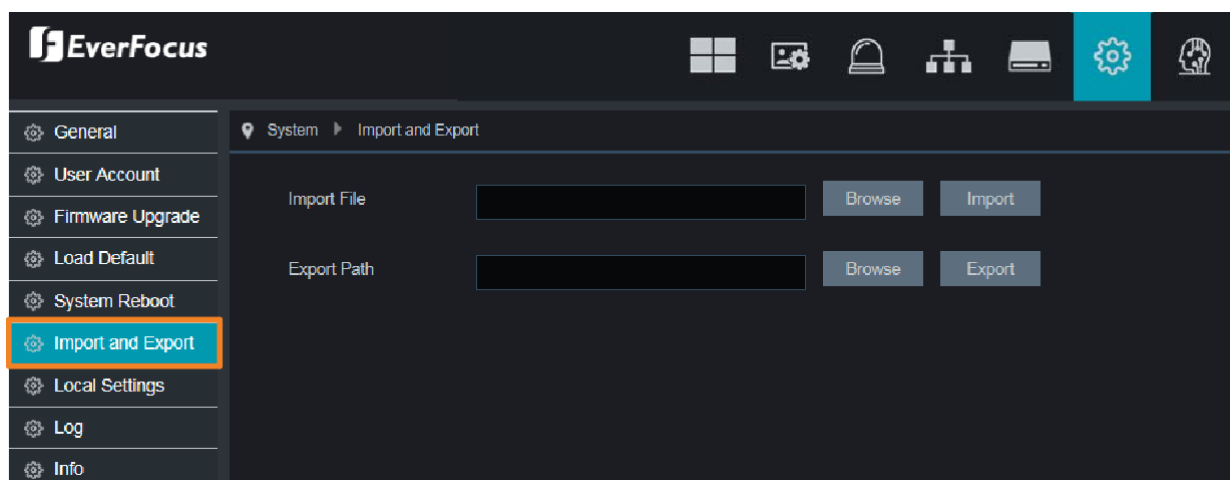 EverFocus
General
User Account
Firmware Upgrade
Load Default
System Reboot
Import and Export
Local Settings
Log
Info
System Import and Export
Import File Browse Import
Export Path Browse Export